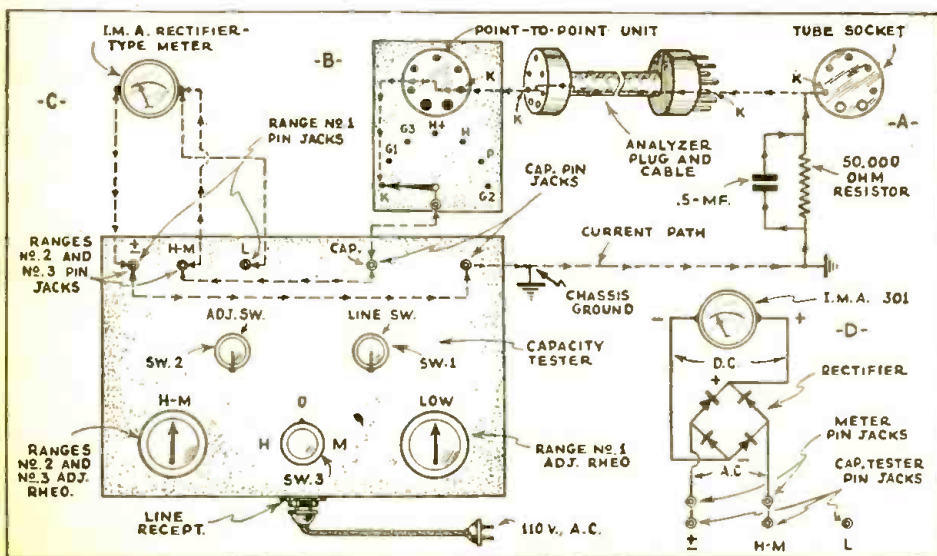 I.M.A. RECTIFIER-
TYPE METER
-C-
-B-
POINT-TO-POINT UNIT
TUBE SOCKET
K
K
K
K
-A-
H+
G3
H
G1
P
K
G2
RANGE NO.1
PIN JACKS
CAP. PIN
JACKS
ANALYZER
PLUG AND
CABLE
.5-MF.
50,000
OHM
RESISTOR
RANGES
NO.2 AND
NO.3 PIN
JACKS
±
H-M
L
CAP.
CURRENT PATH
CHASSIS
GROUND
ADJ. SW.
LINE SW.
SW.2
SW.1
CAPACITY
TESTER
I.M.A. 301
-D-
-
+
D.C.
RECTIFIER
+
-
A.C.
METER
PIN JACKS
CAP. TESTER
PIN JACKS
±
H-M
L
H-M
O
LOW
H
M
SW.3
RANGES
NO.2 AND
NO.3 ADJ.
RHEO.
RANGE NO.1
ADJ. RHEO
LINE
RECEPT.
110 V., A.C.